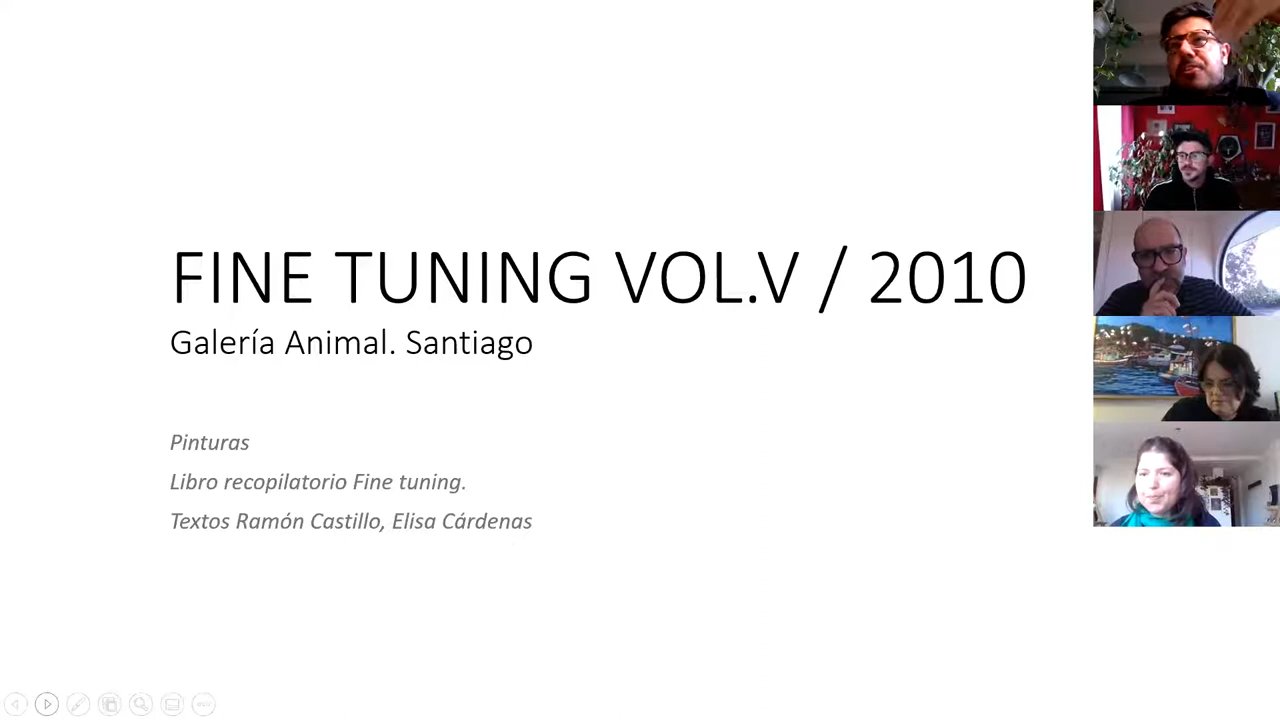 FINE TUNING VOL.V / 2010
Galería Animal. Santiago
Pinturas
Libro recopilatorio Fine tuning.
Textos Ramón Castillo, Elisa Cárdenas